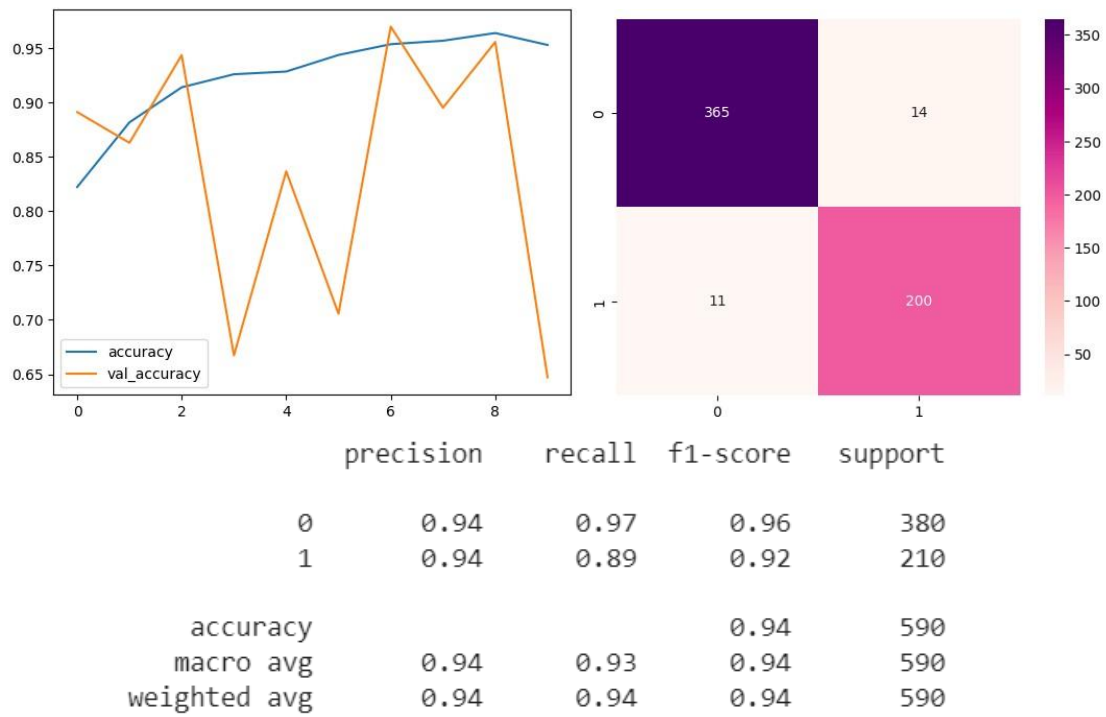 0.95
0.90
0.85
0.80
0.75
0.70
0.65
accuracy
val_accuracy
0 2 4 6 8
0
1
365 14
11 200
0 1
350
300
250
200
150
100
50
precision recall f1-score support
0 0.94 0.97 0.96 380
1 0.94 0.89 0.92 210
accuracy 0.94 590
macro avg 0.94 0.93 0.94 590
weighted avg 0.94 0.94 0.94 590